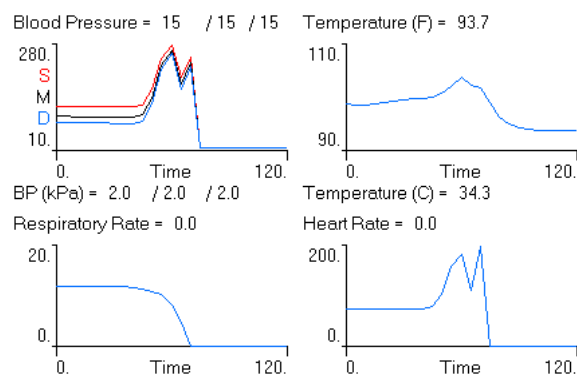 Blood Pressure = 15 / 15 / 15
280.
S
M
D
10.
0. Time 120.
Temperature (F) = 93.7
110.
90.
0. Time 120.
BP (kPa) = 2.0 / 2.0 / 2.0
Temperature (C) = 34.3
Respiratory Rate = 0.0
20.
0.
0. Time 120.
Heart Rate = 0.0
200.
0.
0. Time 120.